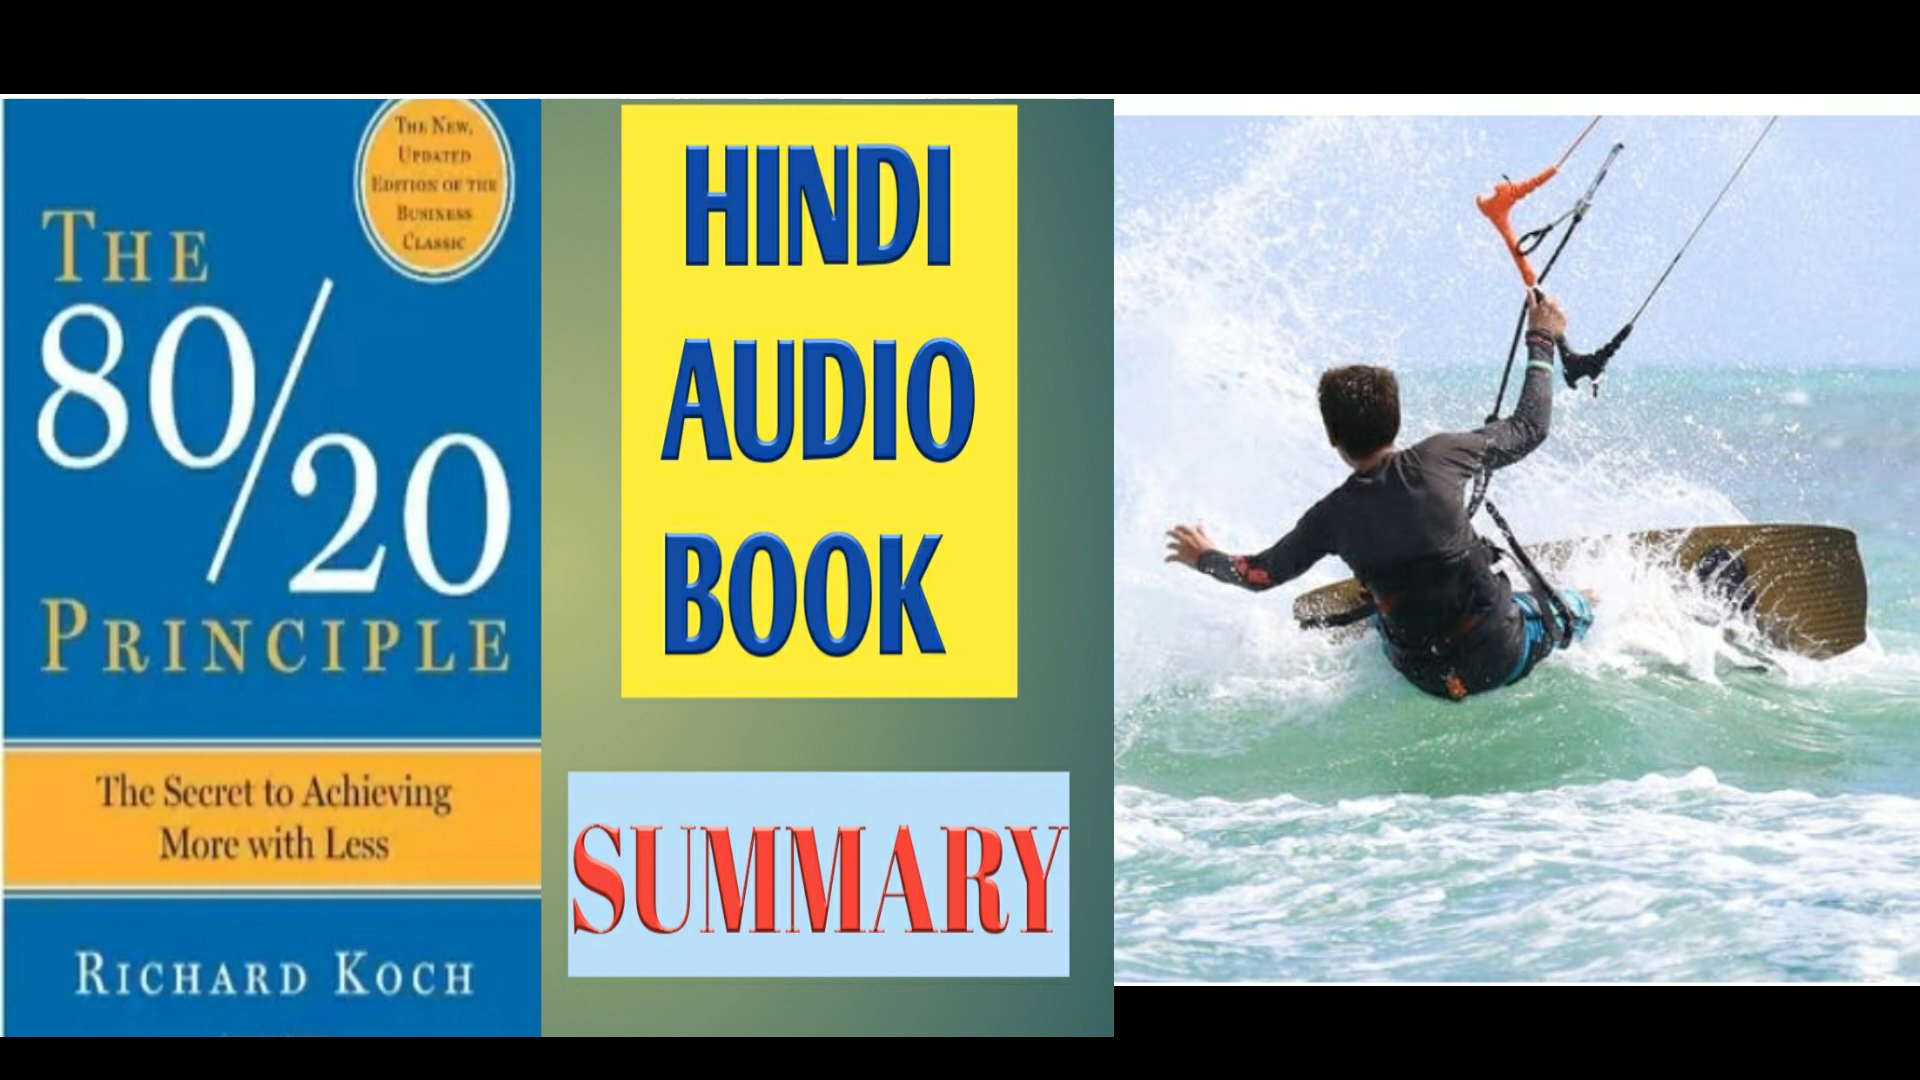 THE NEW,
UPDATED
EDITION OF THE
BUSINESS
CLASSIC
THE
80/20
PRINCIPLE
The Secret to Achieving
More with Less
RICHARD KOCH
HINDI
AUDIO
BOOK
SUMMARY